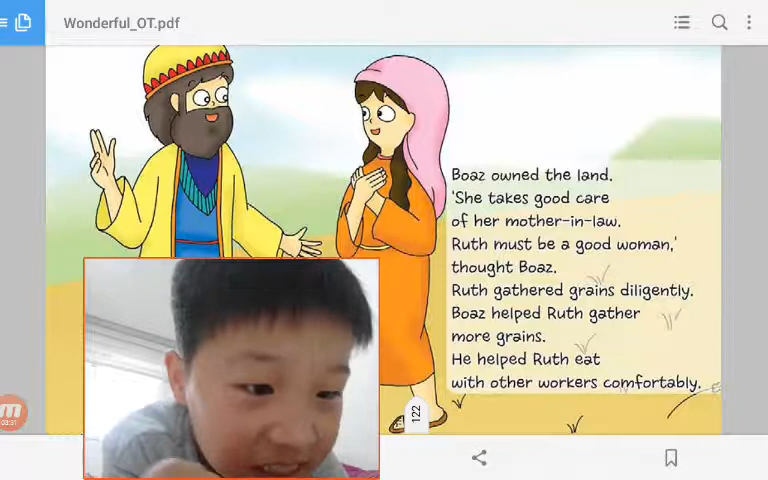 Wonderful_OT.pdf
Boaz owned the land.
'She takes good care
of her mother-in-law.
Ruth must be a good woman,'
thought Boaz.
Ruth gathered grains diligently.
Boaz helped Ruth gather
more grains.
He helped Ruth eat
with other workers comfortably.
122
03:31